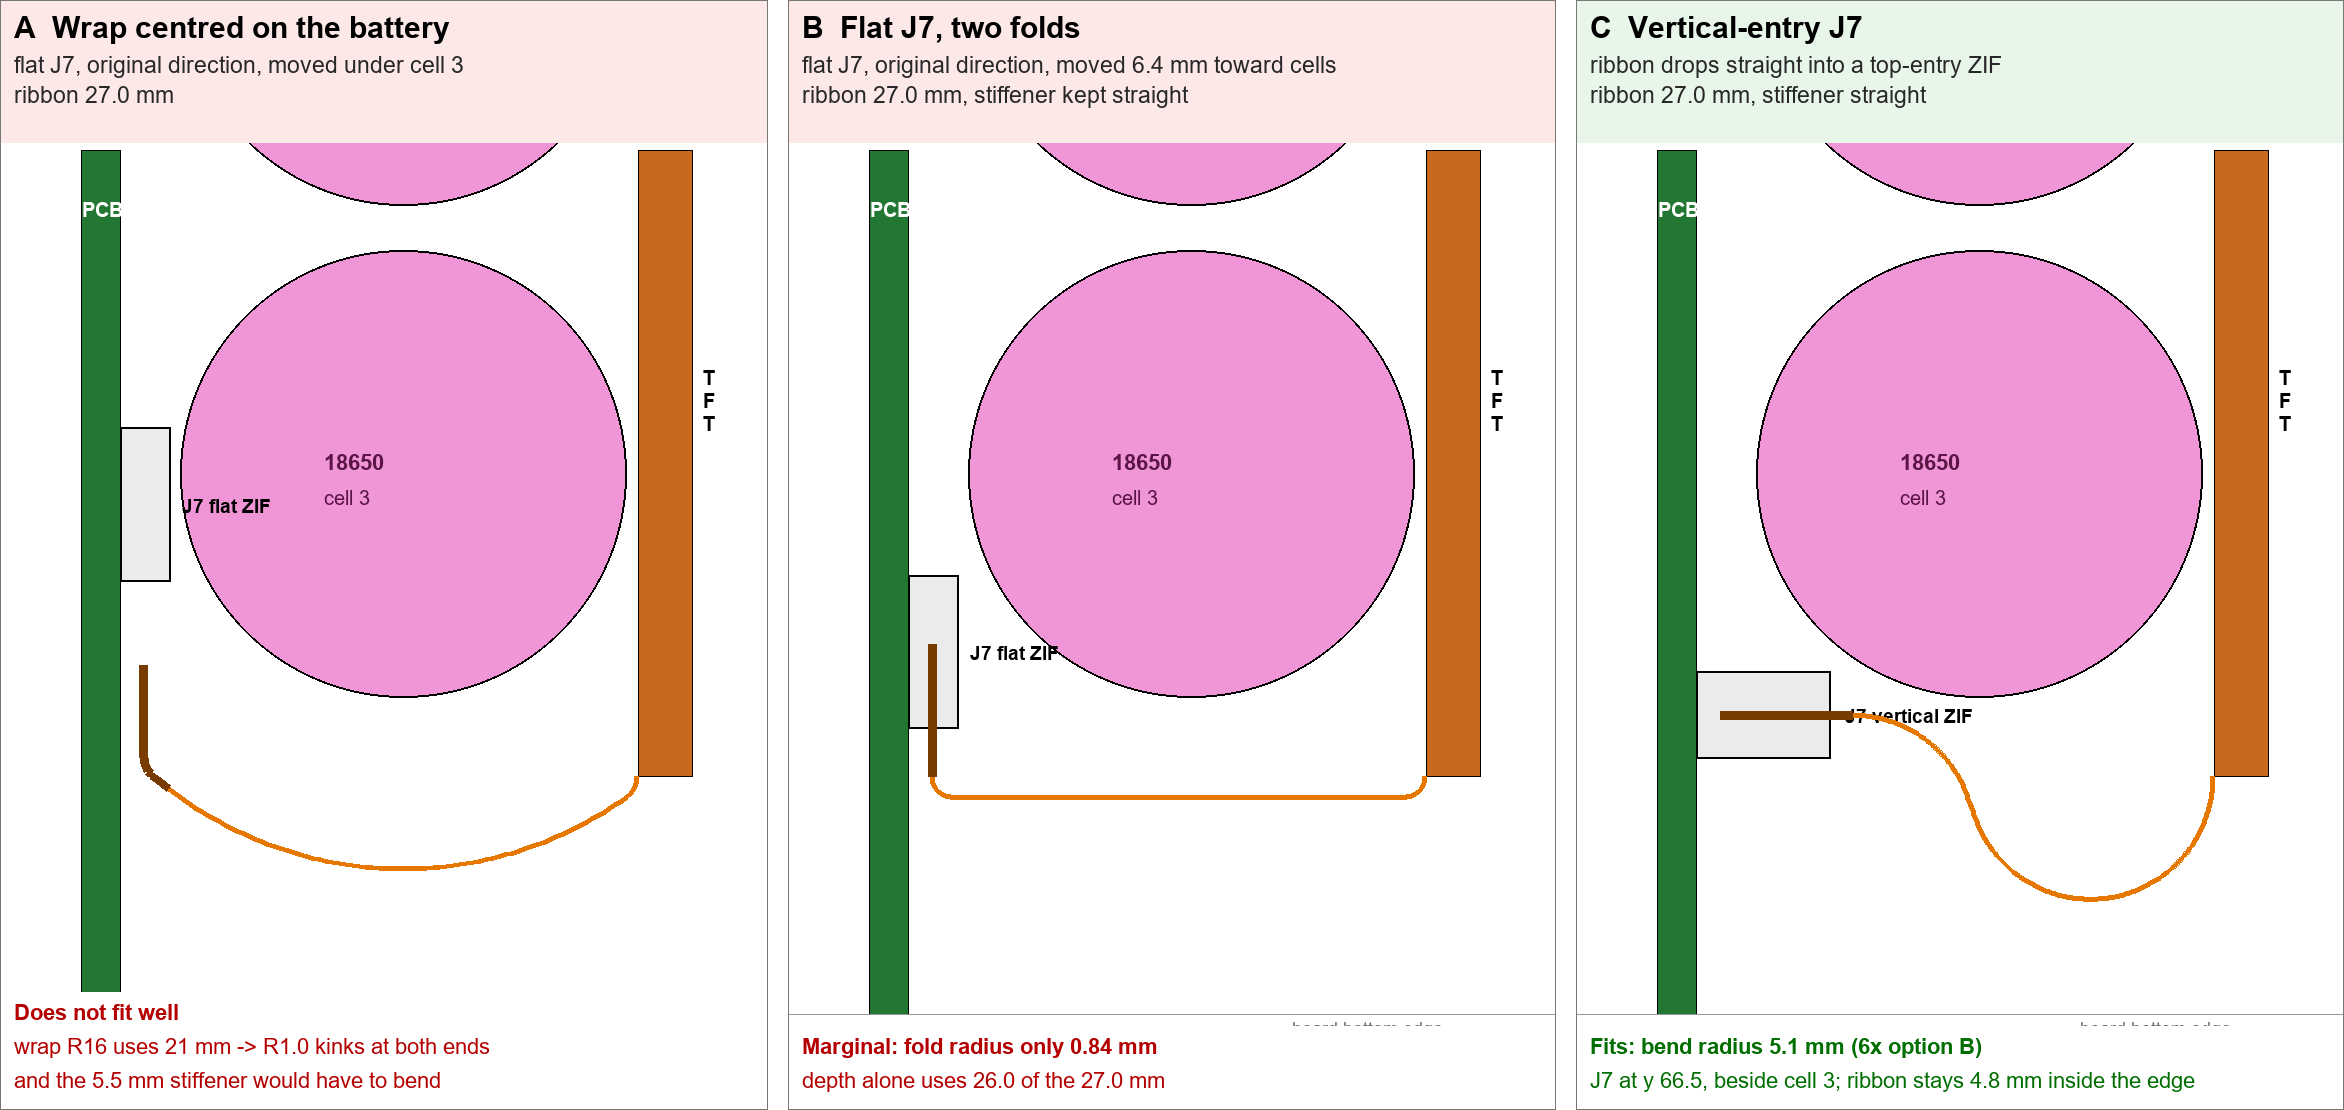 A Wrap centred on the battery
flat J7, original direction, moved under cell 3
ribbon 27.0 mm
PCB
T
F
T
18650
cell 3
J7 flat ZIF
Does not fit well
wrap R16 uses 21 mm -> R1.0 kinks at both ends
and the 5.5 mm stiffener would have to bend
B Flat J7, two folds
flat J7, original direction, moved 6.4 mm toward cells
ribbon 27.0 mm, stiffener kept straight
PCB
T
F
T
18650
cell 3
J7 flat ZIF
board bottom edge
Marginal: fold radius only 0.84 mm
depth alone uses 26.0 of the 27.0 mm
C Vertical-entry J7
ribbon drops straight into a top-entry ZIF
ribbon 27.0 mm, stiffener straight
PCB
T
F
T
18650
cell 3
J7 vertical ZIF
board bottom edge
Fits: bend radius 5.1 mm (6x option B)
J7 at y 66.5, beside cell 3; ribbon stays 4.8 mm inside the edge